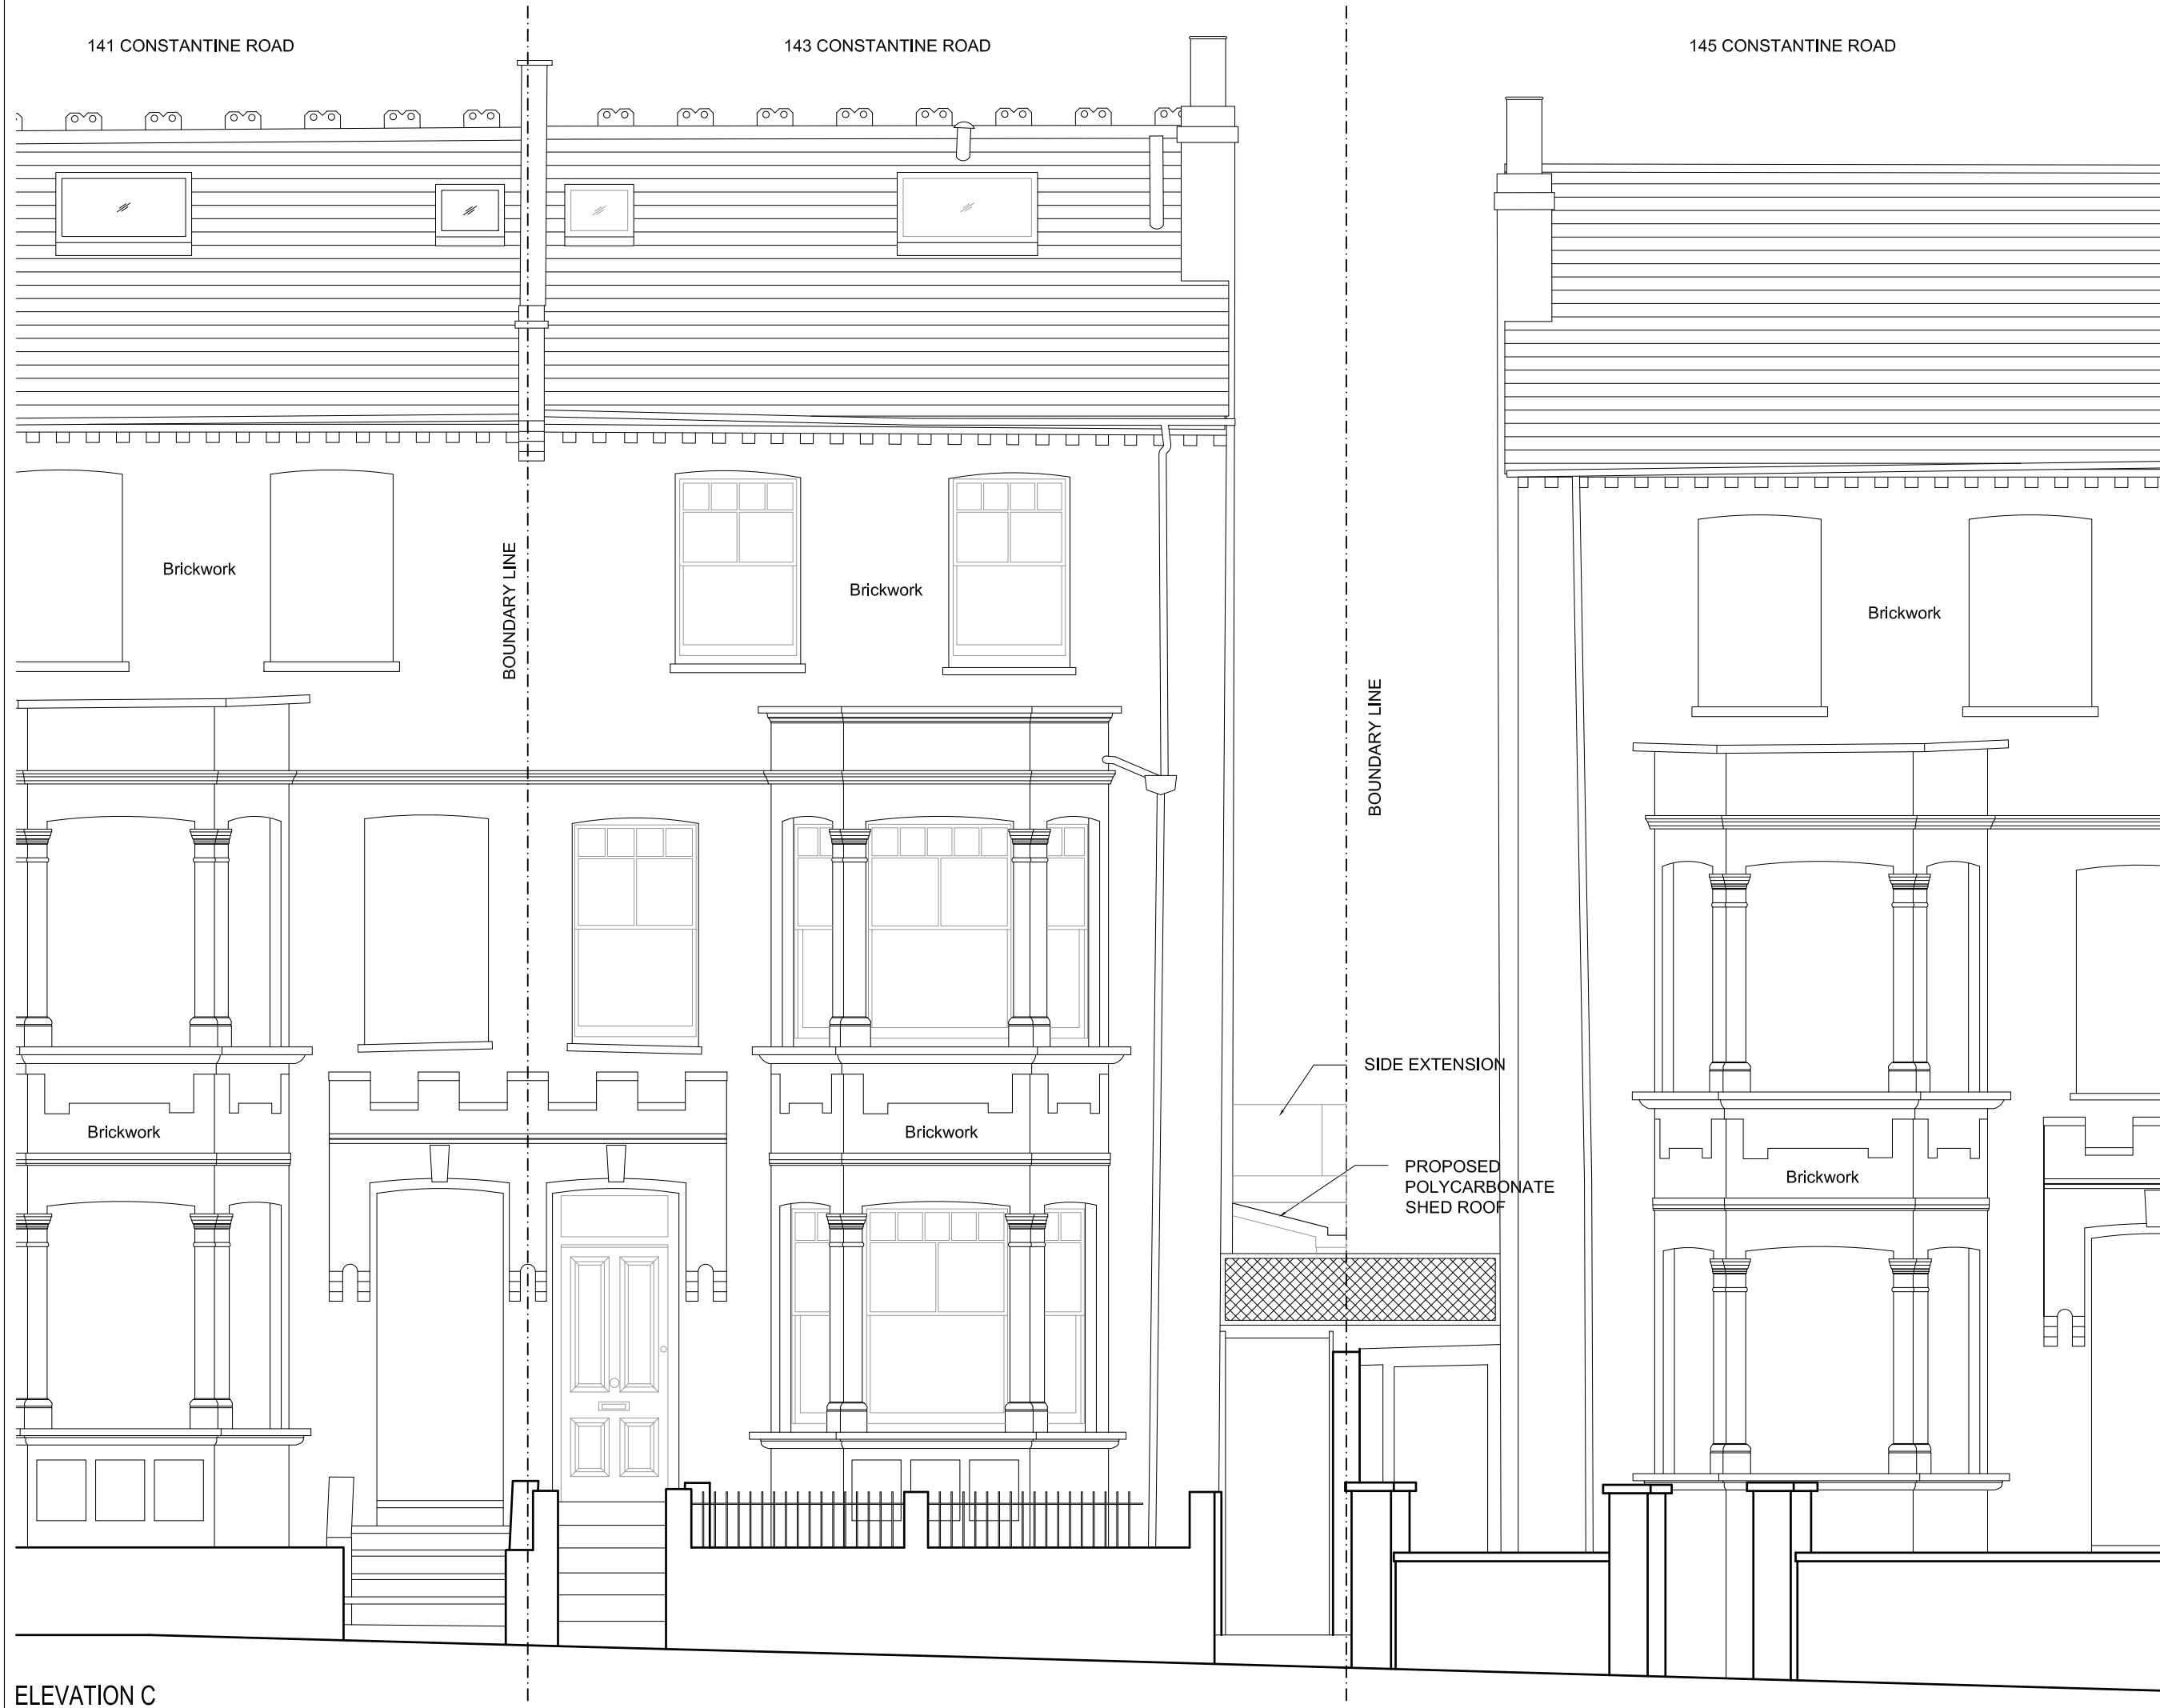 141 CONSTANTINE ROAD
143 CONSTANTINE ROAD
145 CONSTANTINE ROAD
Brickwork
BOUNDARY LINE
Brickwork
BOUNDARY LINE
Brickwork
SIDE EXTENSION
Brickwork
Brickwork
PROPOSED
POLYCARBONATE
SHED ROOF
Brickwork
ELEVATION C